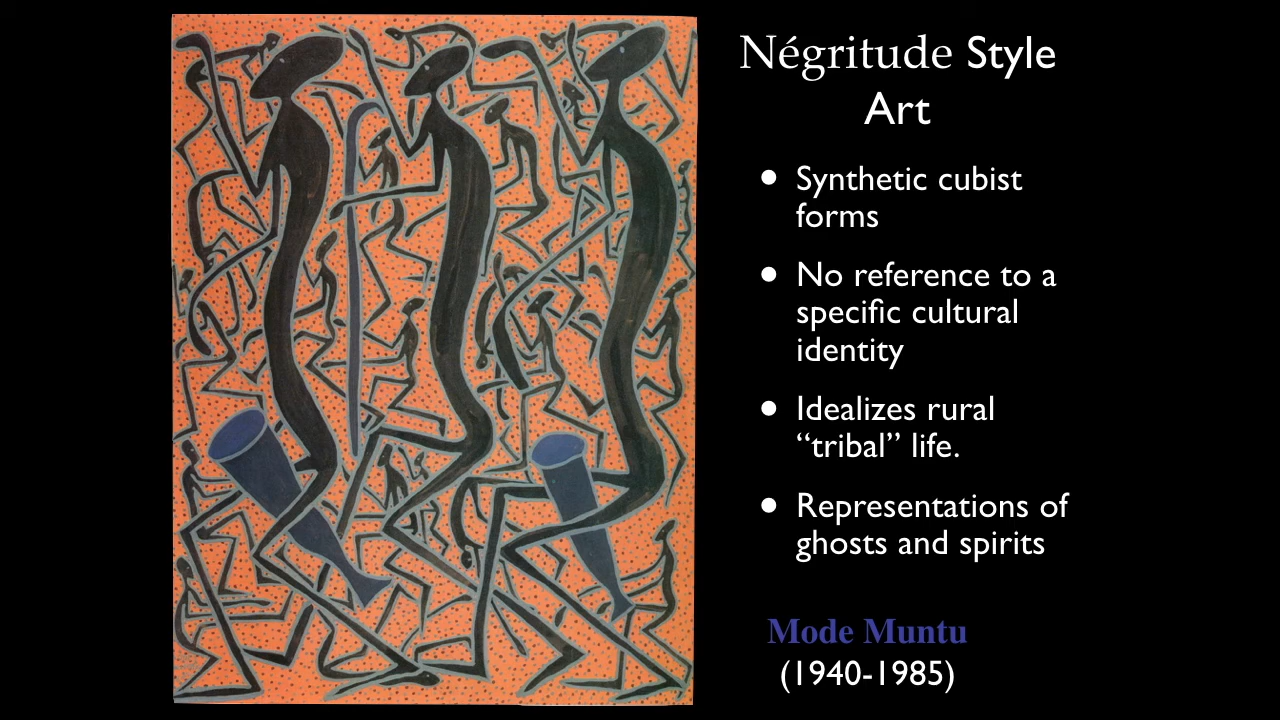 Négritude Style
Art
• Synthetic cubist
forms
• No reference to a
specific cultural
identity
• Idealizes rural
“tribal” life.
• Representations of
ghosts and spirits
Mode Muntu
(1940-1985)